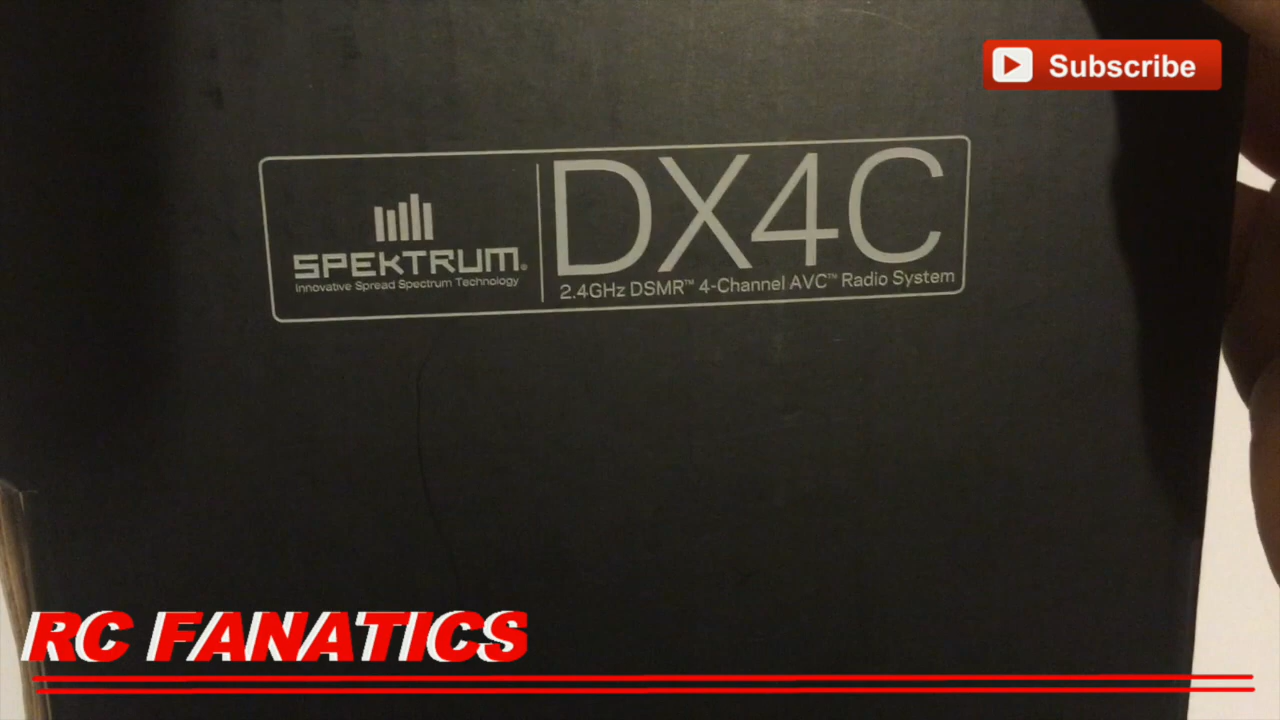 Subscribe
SPEKTRUM®
Innovative Spread Spectrum Technology
DX4C
2.4GHz DSMR™ 4-Channel AVC™ Radio System
RC FANATICS